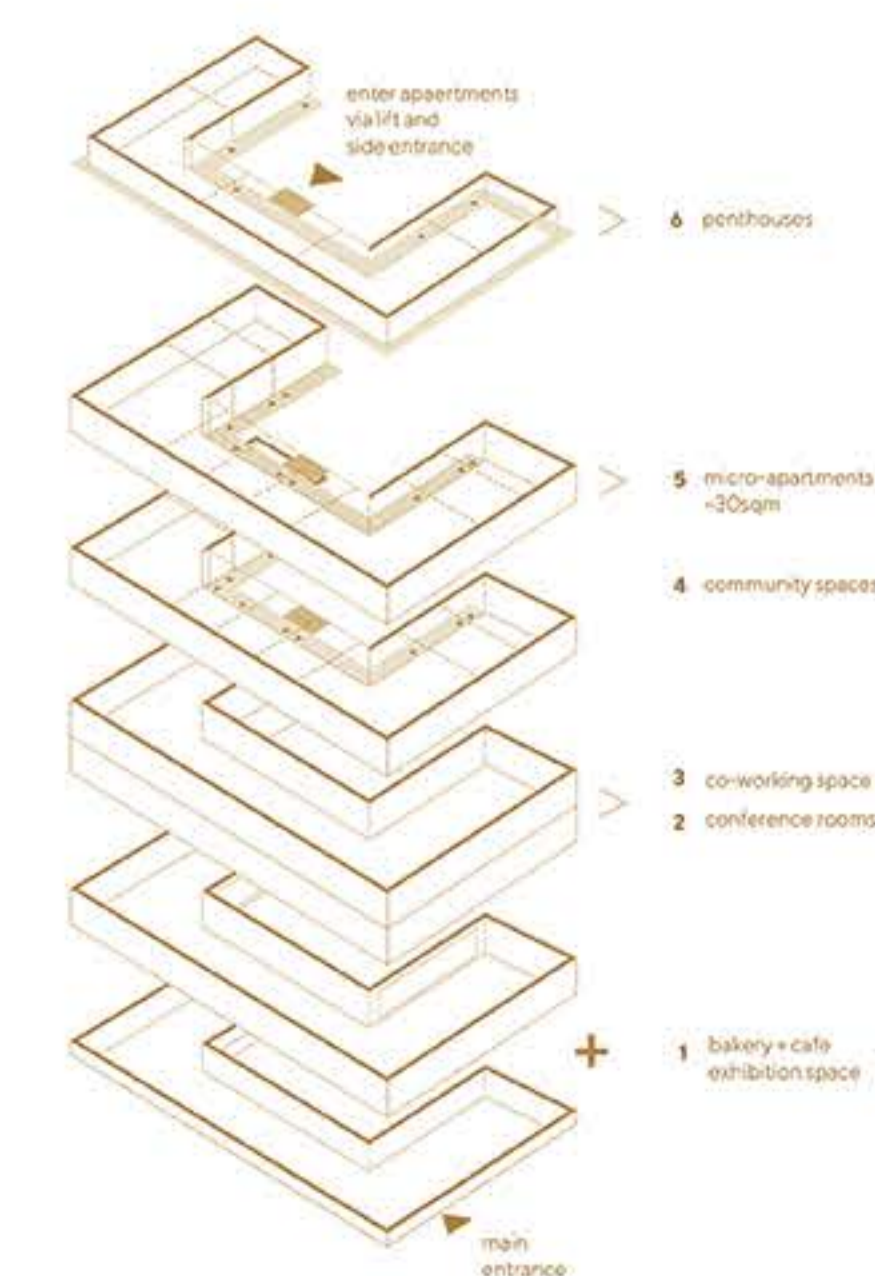 enter apaertments
via lift and
side entrance
6 penthouses
5 micro-apartments
~30sqm
4 community spaces
3 co-working space
2 conference rooms
1 bakery + cafe
exhibition space
main
entrance